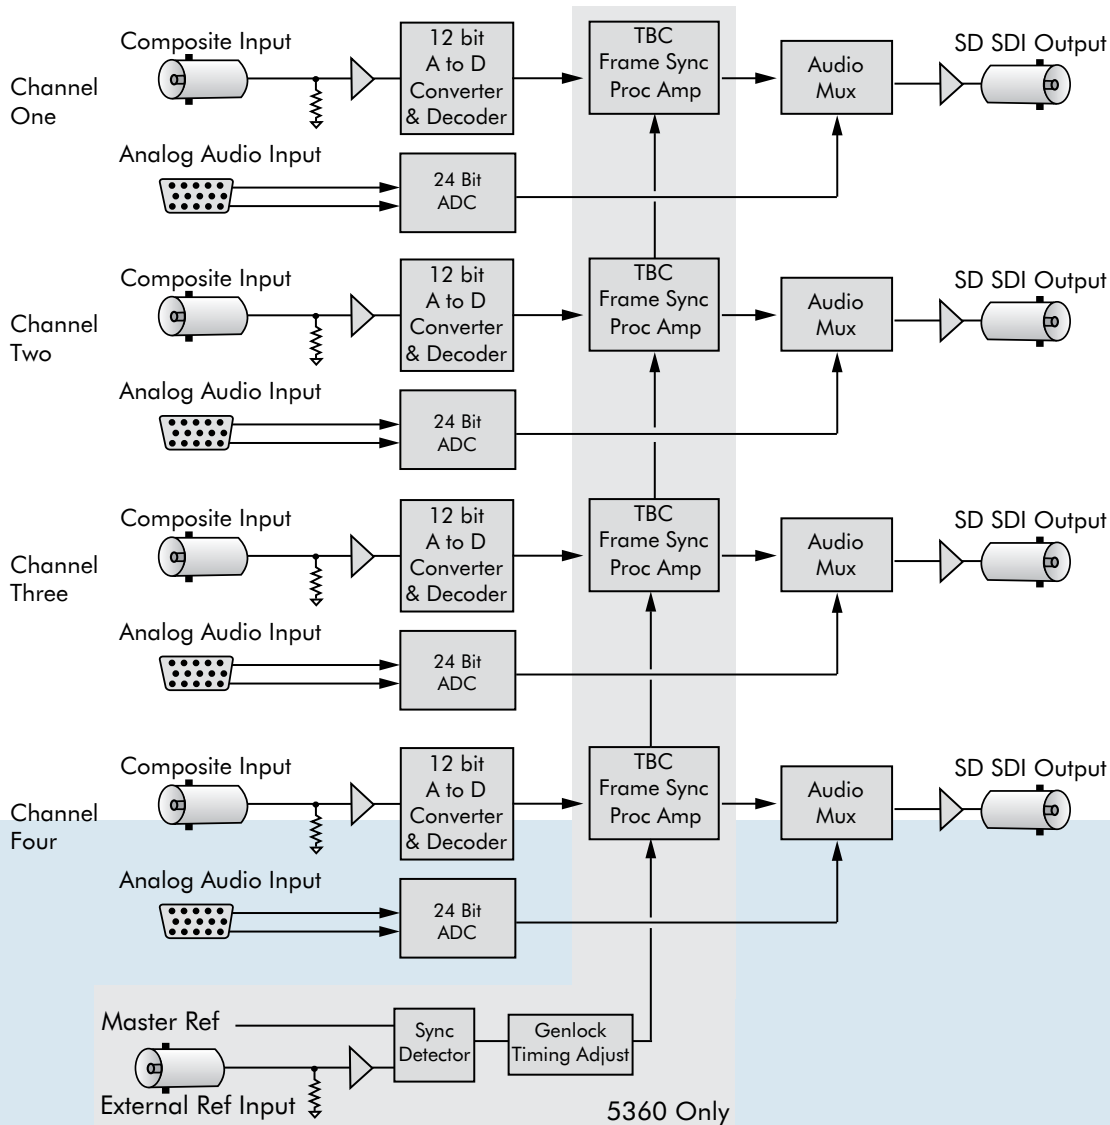 Composite Input
12 bit
A to D
Converter
& Decoder
TBC
Frame Sync
Proc Amp
Audio
Mux
SD SDI Output
Channel
One
Analog Audio Input
24 Bit
ADC
Composite Input
12 bit
A to D
Converter
& Decoder
TBC
Frame Sync
Proc Amp
Audio
Mux
SD SDI Output
Channel
Two
Analog Audio Input
24 Bit
ADC
Composite Input
12 bit
A to D
Converter
& Decoder
TBC
Frame Sync
Proc Amp
Audio
Mux
SD SDI Output
Channel
Three
Analog Audio Input
24 Bit
ADC
Composite Input
12 bit
A to D
Converter
& Decoder
TBC
Frame Sync
Proc Amp
Audio
Mux
SD SDI Output
Channel
Four
Analog Audio Input
24 Bit
ADC
Master Ref
Sync
Detector
Genlock
Timing Adjust
External Ref Input
5360 Only